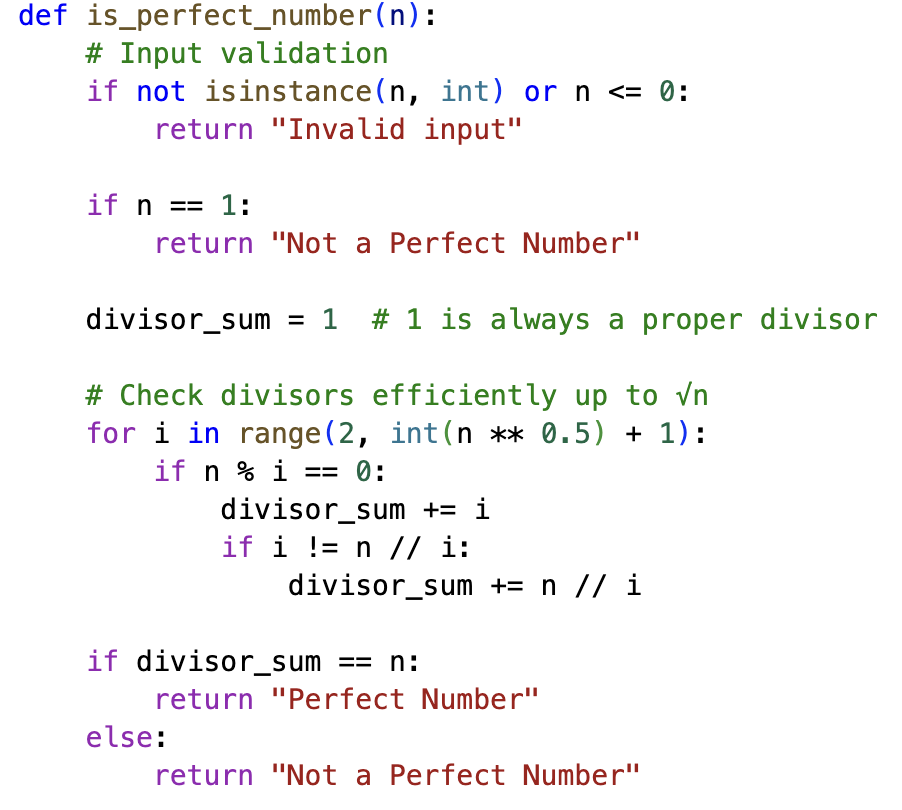 def is_perfect_number(n):
    # Input validation
    if not isinstance(n, int) or n <= 0:
        return "Invalid input"

    if n == 1:
        return "Not a Perfect Number"

    divisor_sum = 1  # 1 is always a proper divisor

    # Check divisors efficiently up to √n
    for i in range(2, int(n ** 0.5) + 1):
        if n % i == 0:
            divisor_sum += i
            if i != n // i:
                divisor_sum += n // i

    if divisor_sum == n:
        return "Perfect Number"
    else:
        return "Not a Perfect Number"